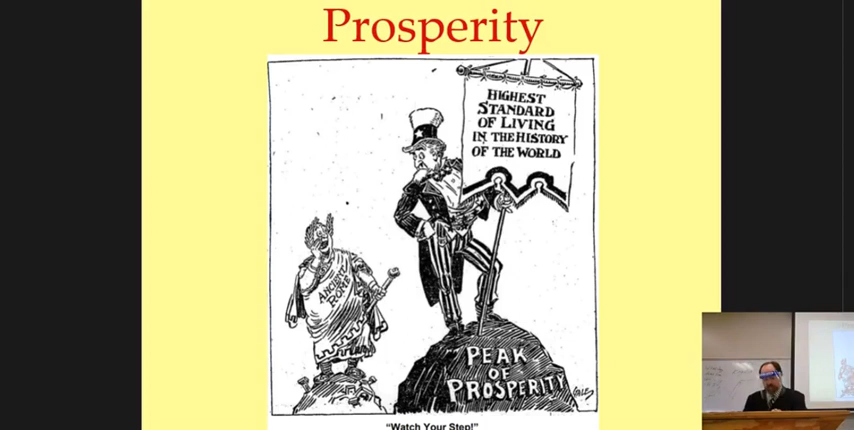 Prosperity
HIGHEST
STANDARD
OF LIVING
IN THE HISTORY
OF THE WORLD
ANCIENT
ROME
PEAK
OF
PROSPERITY
"Watch Your Step!"